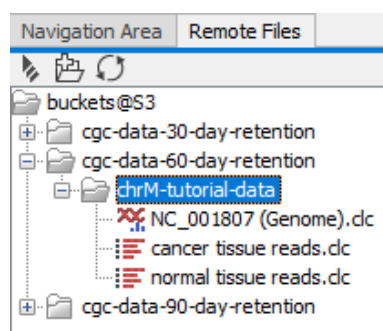 Navigation Area Remote Files
buckets@S3
cgc-data-30-day-retention
cgc-data-60-day-retention
chrM-tutorial-data
NC_001807 (Genome).clc
cancer tissue reads.clc
normal tissue reads.clc
cgc-data-90-day-retention